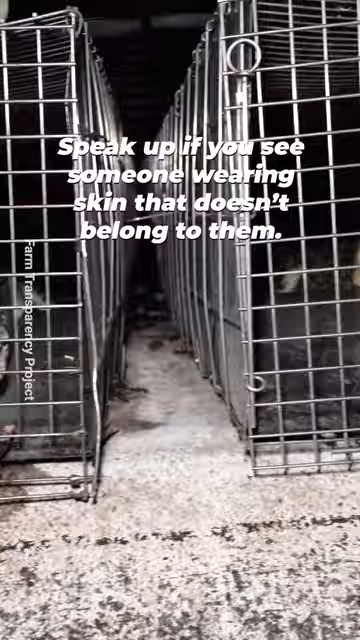 Speak up if you see
someone wearing
skin that doesn't
belong to them.
Farm Transparency Project